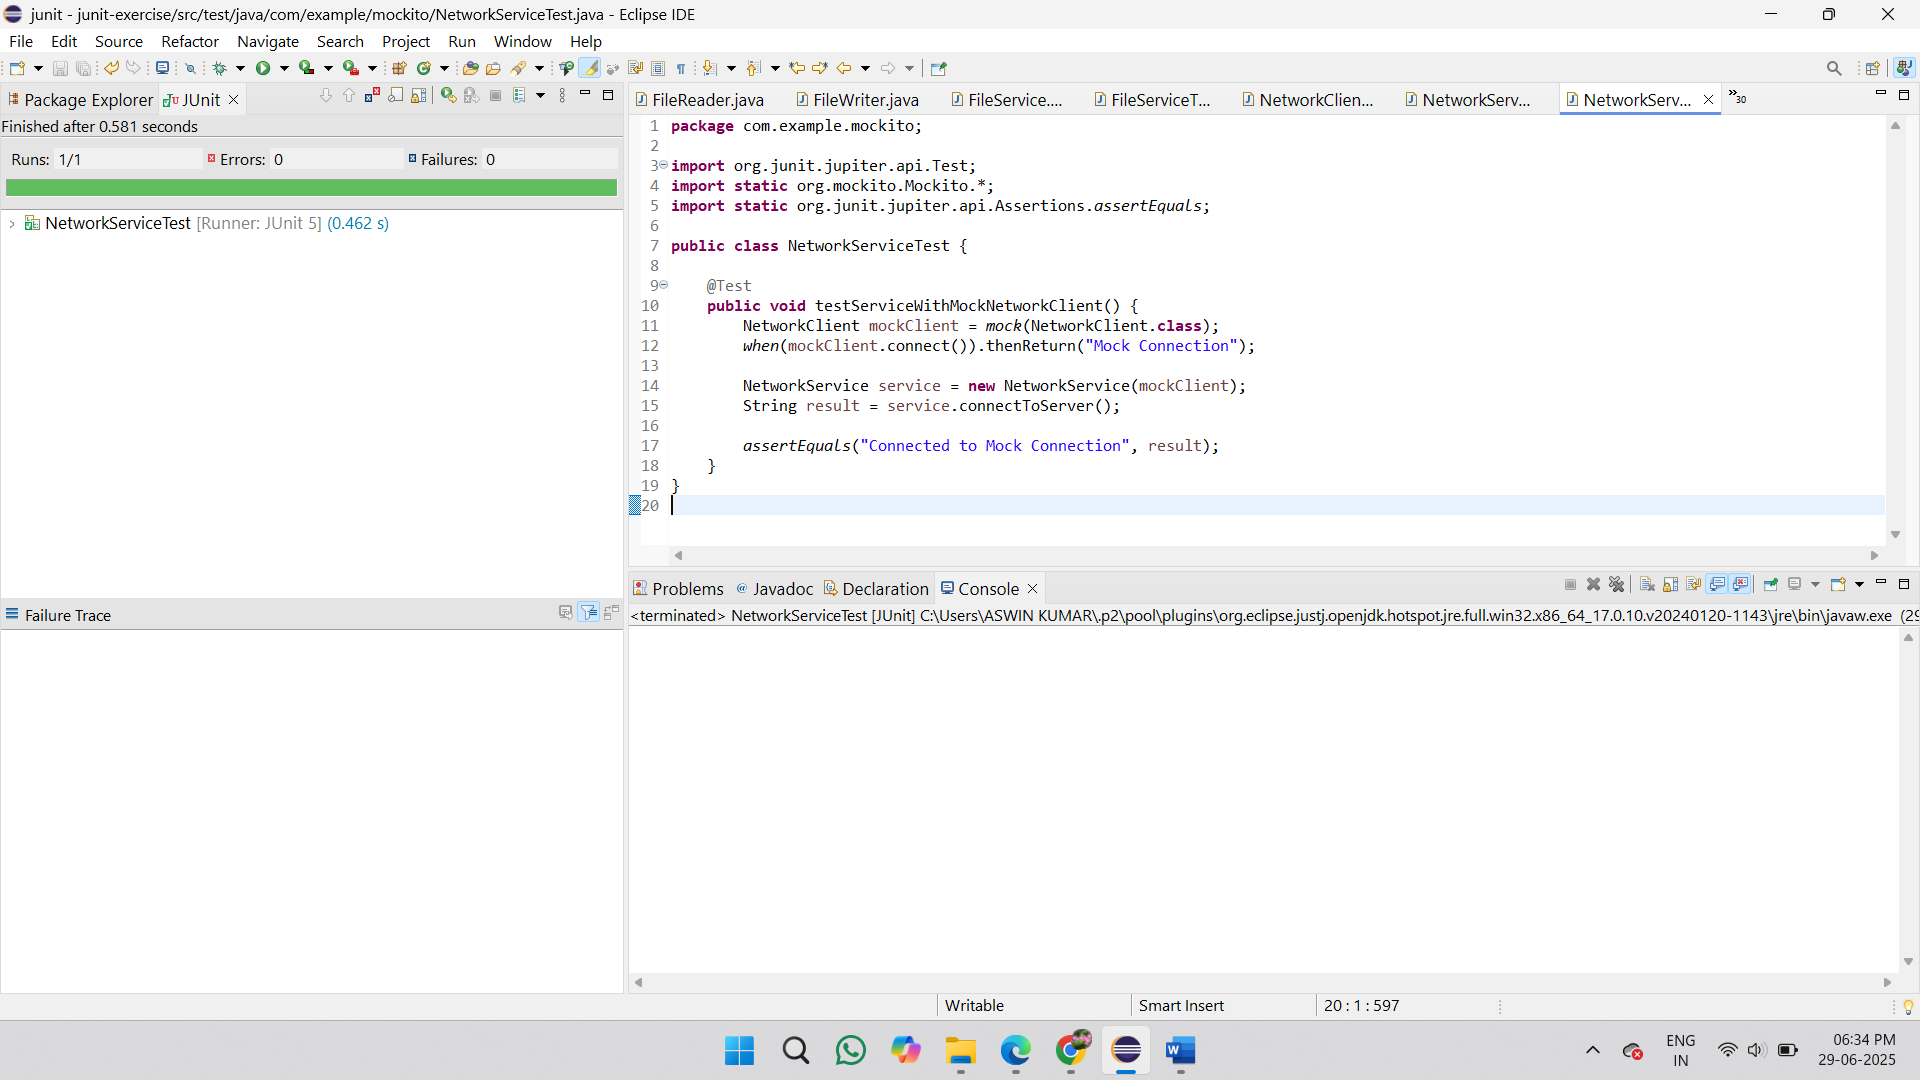 junit - junit-exercise/src/test/java/com/example/mockito/NetworkServiceTest.java - Eclipse IDE
File Edit Source Refactor Navigate Search Project Run Window Help
Package Explorer JUnit
Finished after 0.581 seconds
Runs: 1/1 Errors: 0 Failures: 0
NetworkServiceTest [Runner: JUnit 5] (0.462 s)
Failure Trace
FileReader.java FileWriter.java FileService.... FileServiceT... NetworkClien... NetworkServ... NetworkServ... »30
1 package com.example.mockito;
2
3 import org.junit.jupiter.api.Test;
4 import static org.mockito.Mockito.*;
5 import static org.junit.jupiter.api.Assertions.assertEquals;
6
7 public class NetworkServiceTest {
8
9 @Test
10 public void testServiceWithMockNetworkClient() {
11 NetworkClient mockClient = mock(NetworkClient.class);
12 when(mockClient.connect()).thenReturn("Mock Connection");
13
14 NetworkService service = new NetworkService(mockClient);
15 String result = service.connectToServer();
16
17 assertEquals("Connected to Mock Connection", result);
18 }
19 }
20
Problems Javadoc Declaration Console
<terminated> NetworkServiceTest [JUnit] C:\Users\ASWIN KUMAR\.p2\pool\plugins\org.eclipse.justj.openjdk.hotspot.jre.full.win32.x86_64_17.0.10.v20240120-1143\jre\bin\javaw.exe (29
Writable Smart Insert 20 : 1 : 597
ENG
IN
06:34 PM
29-06-2025